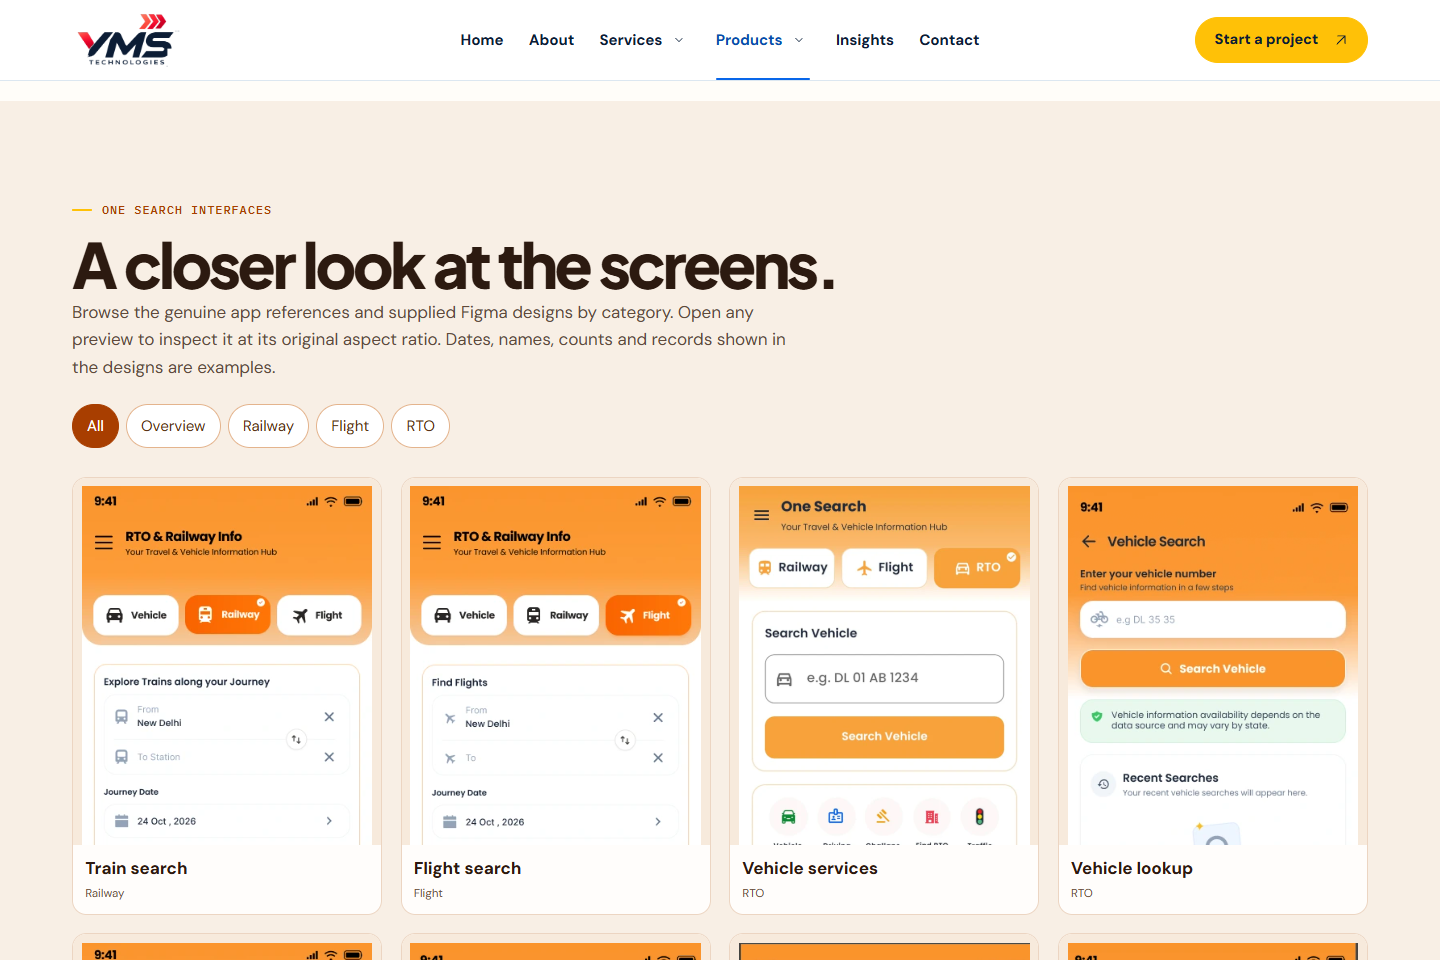 YMS
TECHNOLOGIES
Home
About
Services
Products
Insights
Contact
Start a project
ONE SEARCH INTERFACES
A closer look at the screens.
Browse the genuine app references and supplied Figma designs by category. Open any
preview to inspect it at its original aspect ratio. Dates, names, counts and records shown in
the designs are examples.
All
Overview
Railway
Flight
RTO
9:41
RTO & Railway Info
Your Travel & Vehicle Information Hub
Vehicle
Railway
Flight
Explore Trains along your Journey
From
New Delhi
To Station
Journey Date
24 Oct , 2026
Train search
Railway
9:41
RTO & Railway Info
Your Travel & Vehicle Information Hub
Vehicle
Railway
Flight
Find Flights
From
New Delhi
To
Journey Date
24 Oct , 2026
Flight search
Flight
One Search
Your Travel & Vehicle Information Hub
Railway
Flight
RTO
Search Vehicle
e.g. DL 01 AB 1234
Search Vehicle
Vehicle services
RTO
9:41
Vehicle Search
Enter your vehicle number
Find vehicle information in a few steps
e.g DL 35 35
Search Vehicle
Vehicle information availability depends on the
data source and may vary by state.
Recent Searches
Your recent vehicle searches will appear here.
Vehicle lookup
RTO
9:41